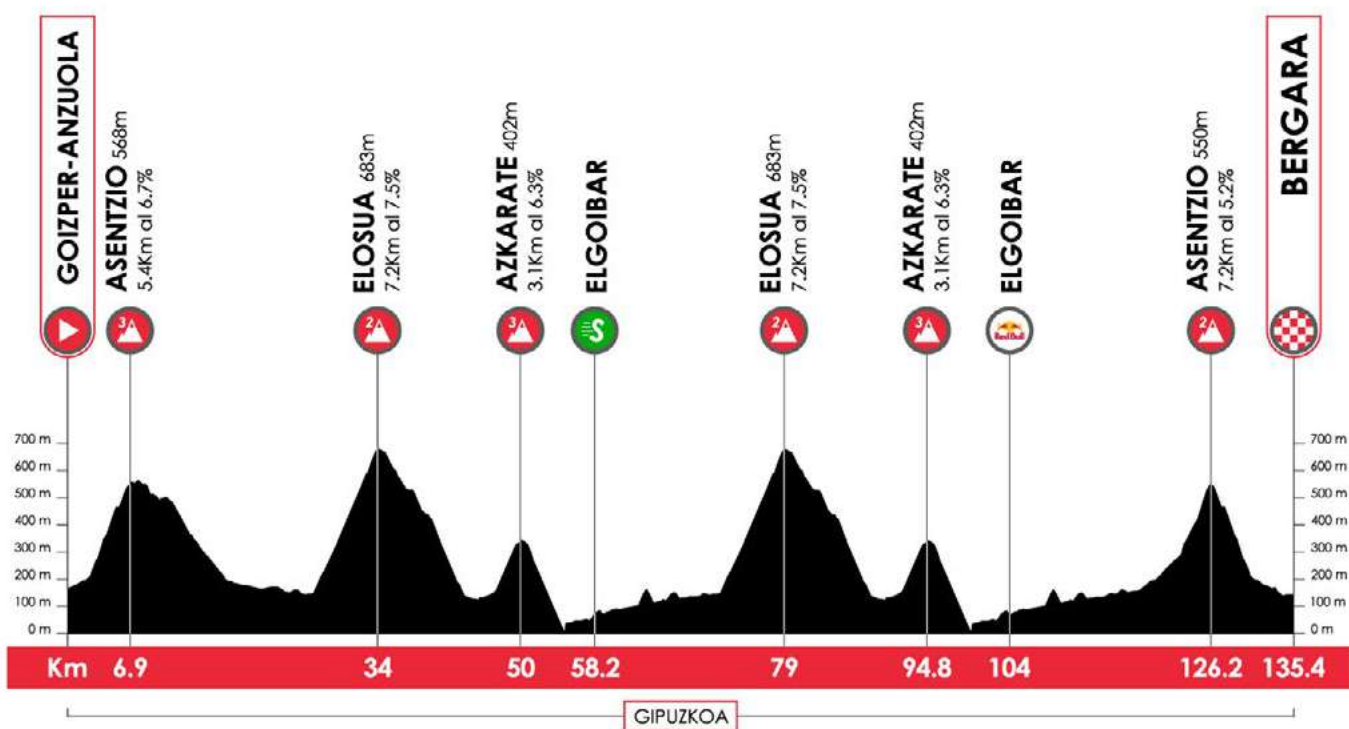 GOIZPER-ANZUOLA
ASENTZIO 568m
5.4Km al 6.7%
ELOSUA 683m
7.2Km al 7.5%
AZKARATE 402m
3.1Km al 6.3%
ELGOIBAR
ELOSUA 683m
7.2Km al 7.5%
AZKARATE 402m
3.1Km al 6.3%
ELGOIBAR
ASENTZIO 550m
7.2Km al 5.2%
BERGARA
3
2
3
S
2
3
Red Bull
2
700 m
600 m
500 m
400 m
300 m
200 m
100 m
0 m
700 m
600 m
500 m
400 m
300 m
200 m
100 m
0 m
Km 6.9 34 50 58.2 79 94.8 104 126.2 135.4
GIPUZKOA